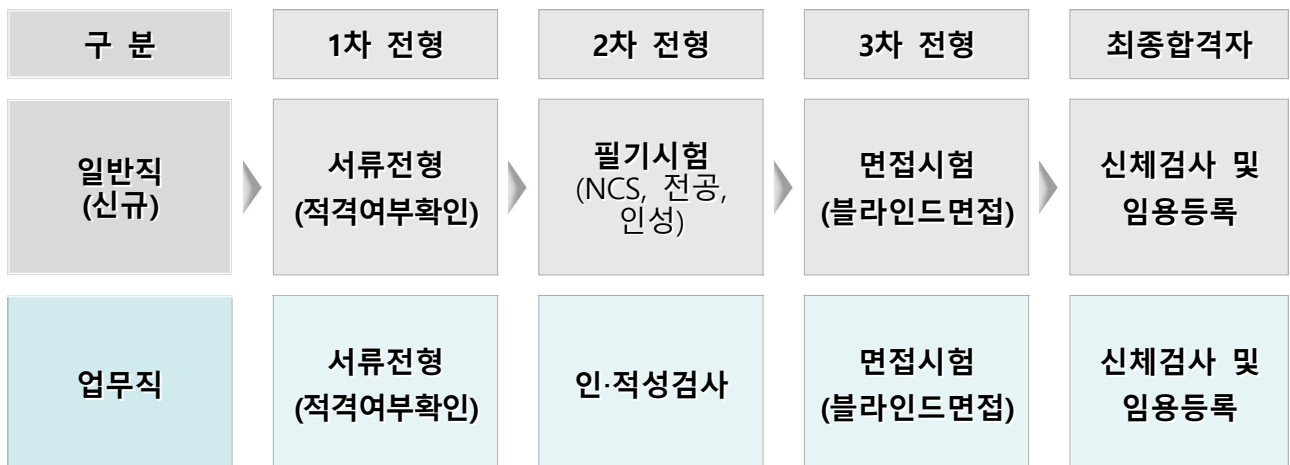 구 분
1차 전형
2차 전형
3차 전형
최종합격자
일반직
(신규)
서류전형
(적격여부확인)
필기시험
(NCS, 전공,
인성)
면접시험
(블라인드면접)
신체검사 및
임용등록
업무직
서류전형
(적격여부확인)
인·적성검사
면접시험
(블라인드면접)
신체검사 및
임용등록